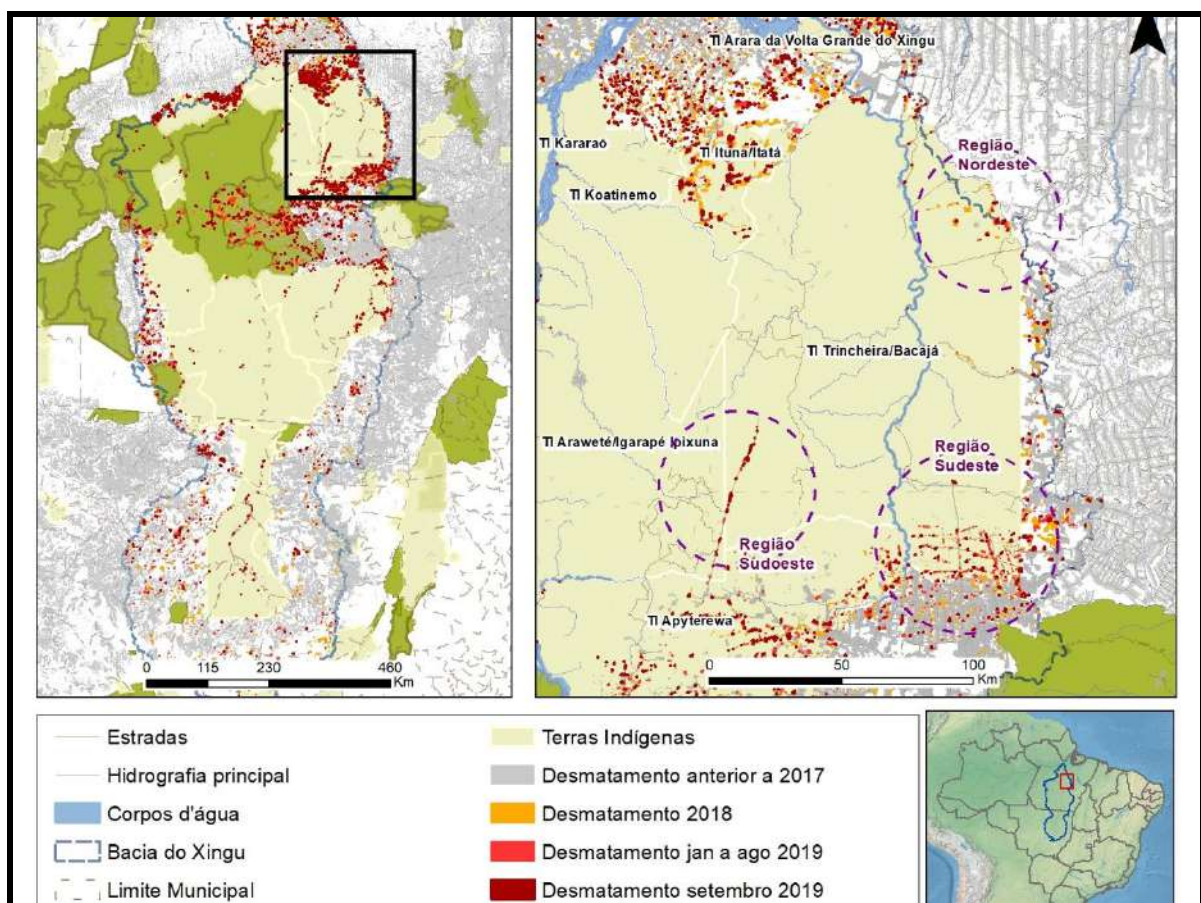 TI Arara da Volta Grande do Xingu
TI Kararaô
TI Ituna/Itatá
Região
Nordeste
TI Koatinemo
TI Trincheira/Bacajá
TI Araweté/Igarapé Ipixuna
Região
Sudeste
Região
Sudoeste
TI Apyterewa
0 115 230 460
Km
0 50 100
Km
Estradas
Hidrografia principal
Corpos d'água
Bacia do Xingu
Limite Municipal
Terras Indígenas
Desmatamento anterior a 2017
Desmatamento 2018
Desmatamento jan a ago 2019
Desmatamento setembro 2019